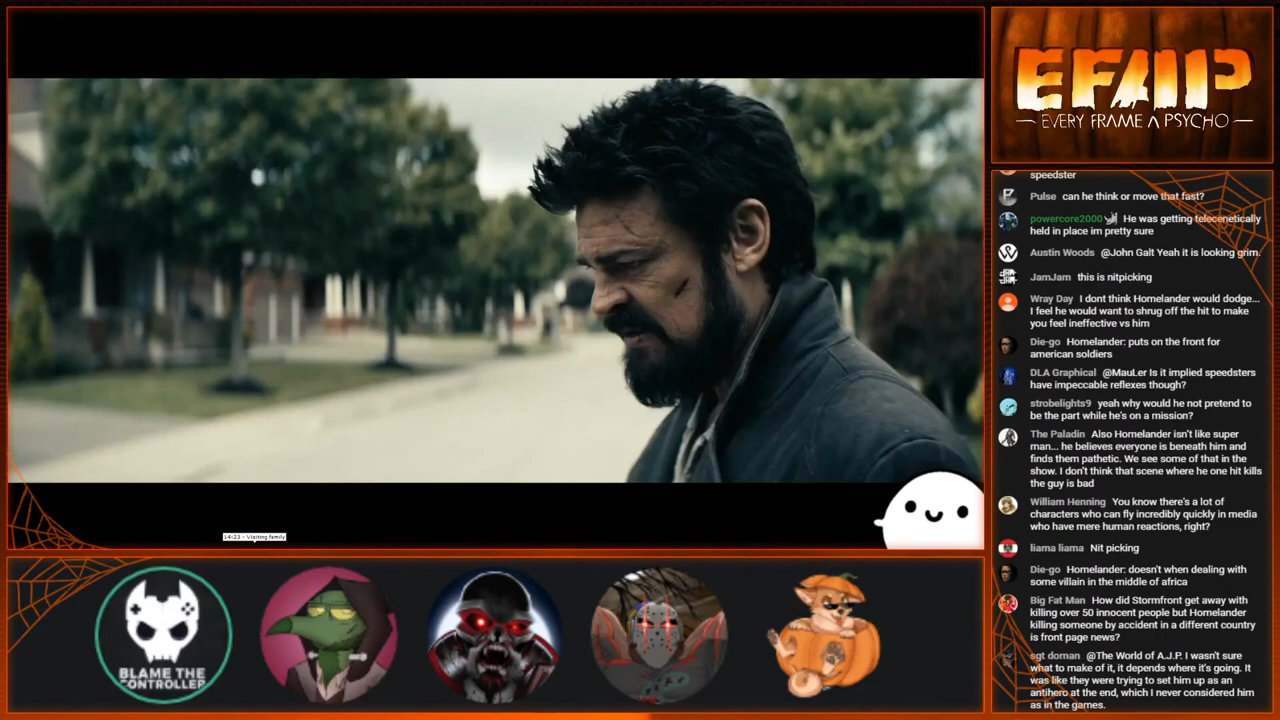 EFAP
EVERY FRAME A PSYCHO
speedster
Pulse can he think or move that fast?
powercore2000 He was getting telecenetically
held in place im pretty sure
Austin Woods @John Galt Yeah it is looking grim.
JamJam this is nitpicking
Wray Day I dont think Homelander would dodge...
I feel he would want to shrug off the hit to make
you feel ineffective vs him
Die-go Homelander: puts on the front for
american soldiers
DLA Graphical @MauLer Is it implied speedsters
have impeccable reflexes though?
strobelights9 yeah why would he not pretend to
be the part while he's on a mission?
The Paladin Also Homelander isn't like super
man... he believes everyone is beneath him and
finds them pathetic. We see some of that in the
show. I don't think that scene where he one hit kills
the guy is bad
William Henning You know there's a lot of
characters who can fly incredibly quickly in media
who have mere human reactions, right?
liama liama Nit picking
Die-go Homelander: doesn't when dealing with
some villain in the middle of africa
Big Fat Man How did Stormfront get away with
killing over 50 innocent people but Homelander
killing someone by accident in a different country
is front page news?
sgt dornan @The World of A.J.P. I wasn't sure
what to make of it, it depends where it's going. It
was like they were trying to set him up as an
antihero at the end, which I never considered him
as in the games.
14:23 - Visiting family
BLAME THE
CONTROLLER